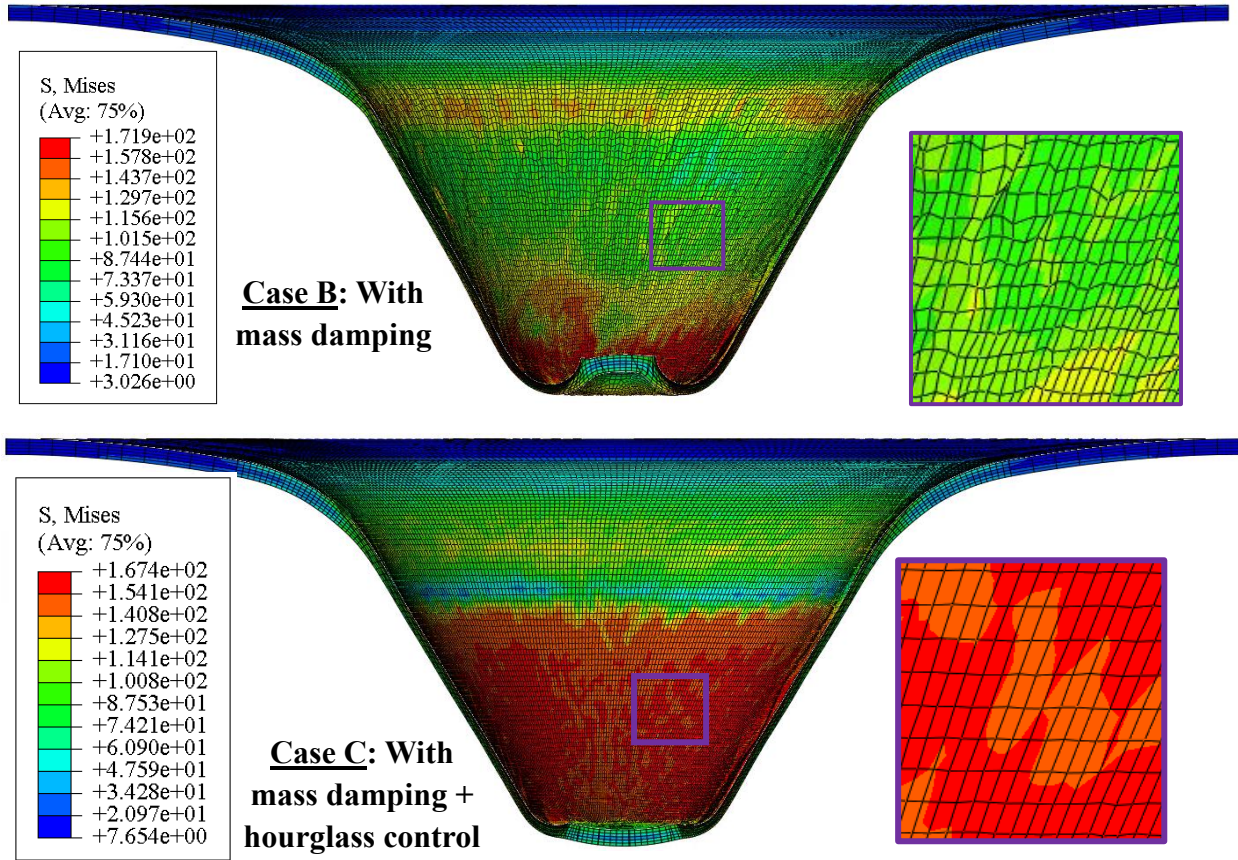 S, Mises
(Avg: 75%)
+1.719e+02
+1.578e+02
+1.437e+02
+1.297e+02
+1.156e+02
+1.015e+02
+8.744e+01
+7.337e+01
+5.930e+01
+4.523e+01
+3.116e+01
+1.710e+01
+3.026e+00
Case B: With
mass damping
S, Mises
(Avg: 75%)
+1.674e+02
+1.541e+02
+1.408e+02
+1.275e+02
+1.141e+02
+1.008e+02
+8.753e+01
+7.421e+01
+6.090e+01
+4.759e+01
+3.428e+01
+2.097e+01
+7.654e+00
Case C: With
mass damping +
hourglass control